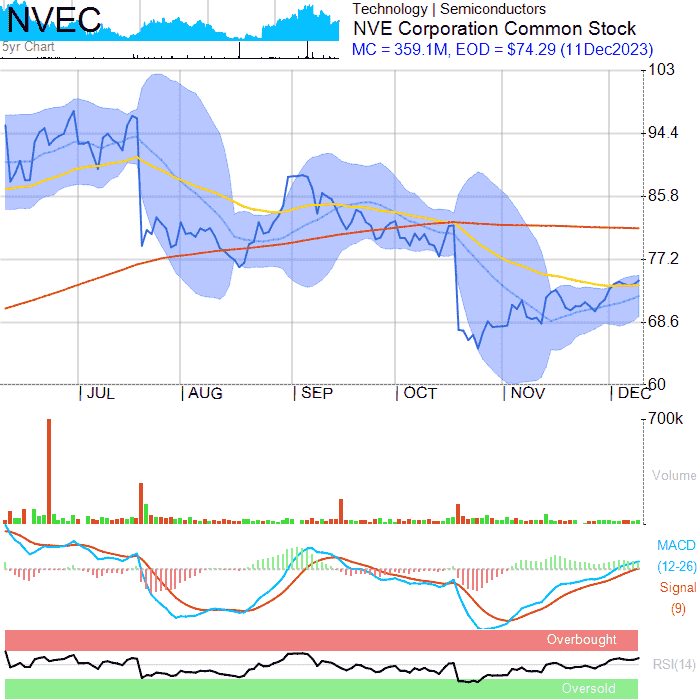 NVEC
5yr Chart
Technology | Semiconductors
NVE Corporation Common Stock
MC = 359.1M, EOD = $74.29 (11Dec2023)
103
94.4
85.8
77.2
68.6
60
JUL AUG SEP OCT NOV DEC
700k
Volume
MACD
(12-26)
Signal
(9)
Overbought
RSI(14)
Oversold